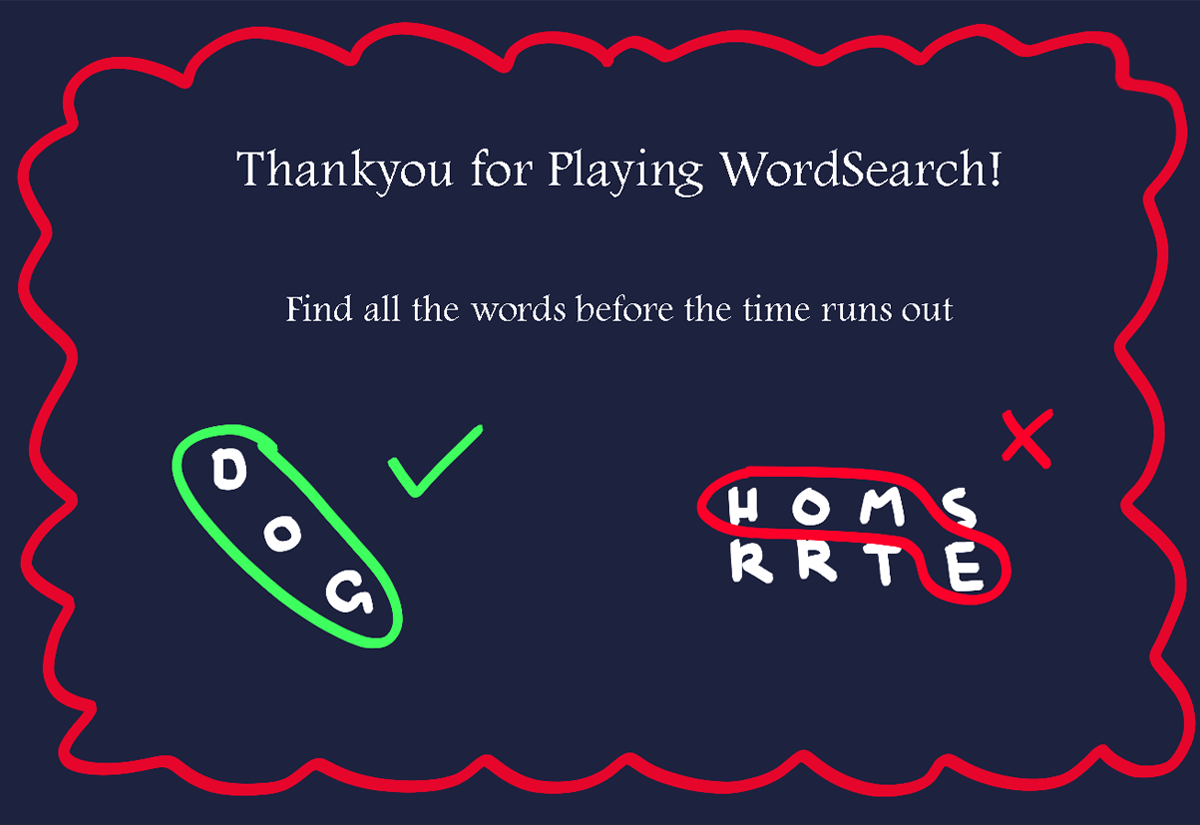 Thankyou for Playing WordSearch!
Find all the words before the time runs out
D
O
G
H O M S
R R T E